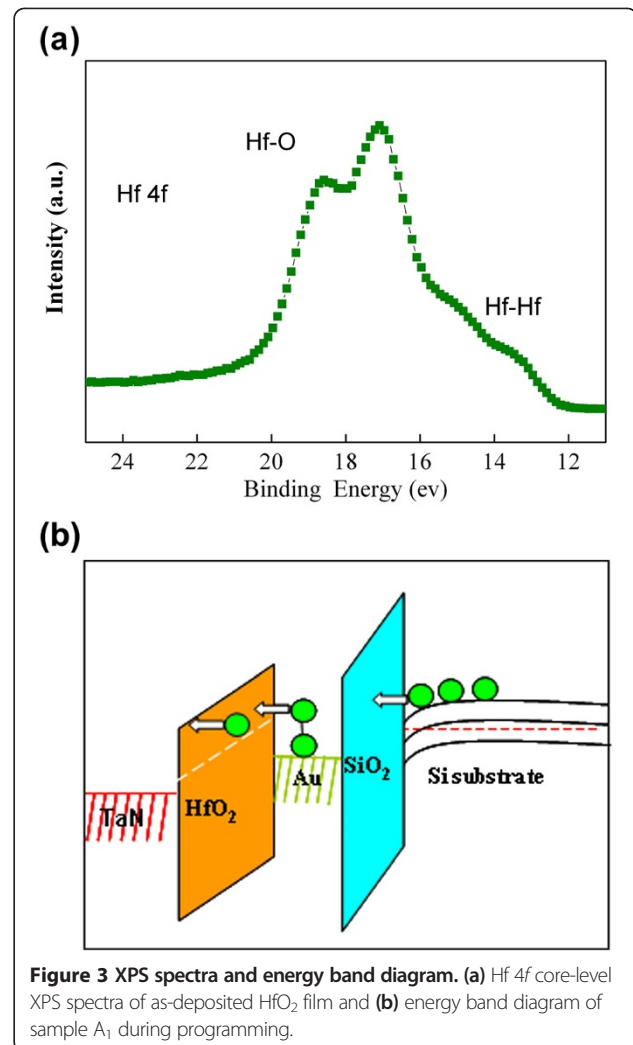 (a)
Hf-O
Hf 4f
Hf-Hf
Intensity (a.u.)
24 22 20 18 16 14 12
Binding Energy (ev)
(b)
TaN
HfO₂
Au
SiO₂
Si substrate
Figure 3 XPS spectra and energy band diagram. (a) Hf 4f core-level
XPS spectra of as-deposited HfO₂ film and (b) energy band diagram of
sample A₁ during programming.